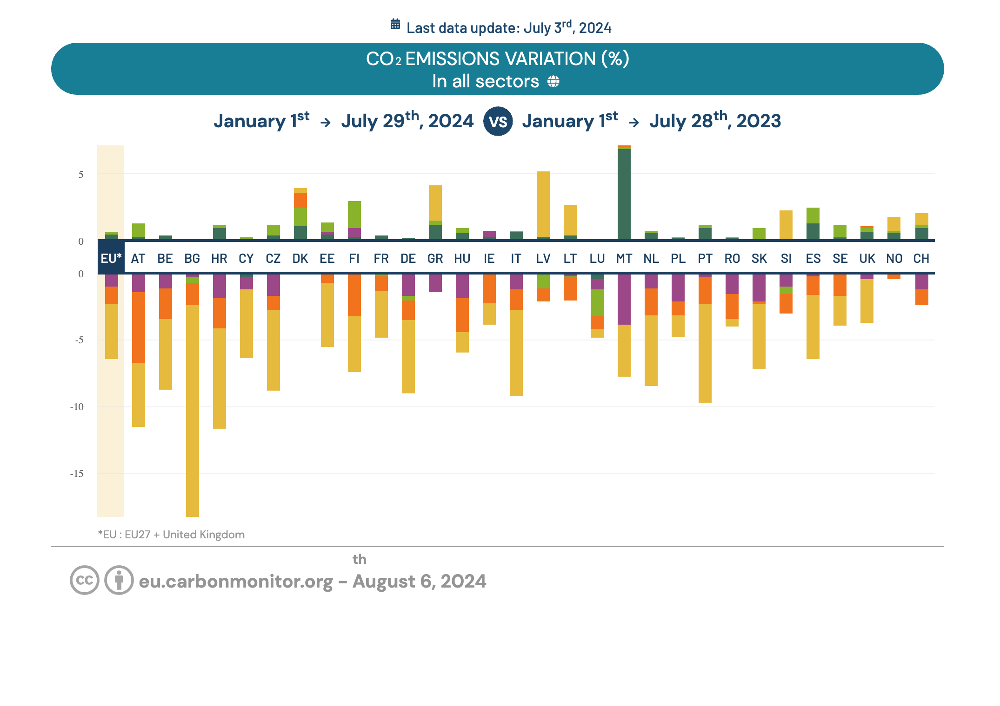 Last data update: July 3rd, 2024
CO2 EMISSIONS VARIATION (%)
In all sectors
January 1st → July 29th, 2024 VS January 1st → July 28th, 2023
5
0
EU* AT BE BG HR CY CZ DK EE FI FR DE GR HU IE IT LV LT LU MT NL PL PT RO SK SI ES SE UK NO CH
0
-5
-10
-15
*EU : EU27 + United Kingdom
th
cc eu.carbonmonitor.org - August 6, 2024